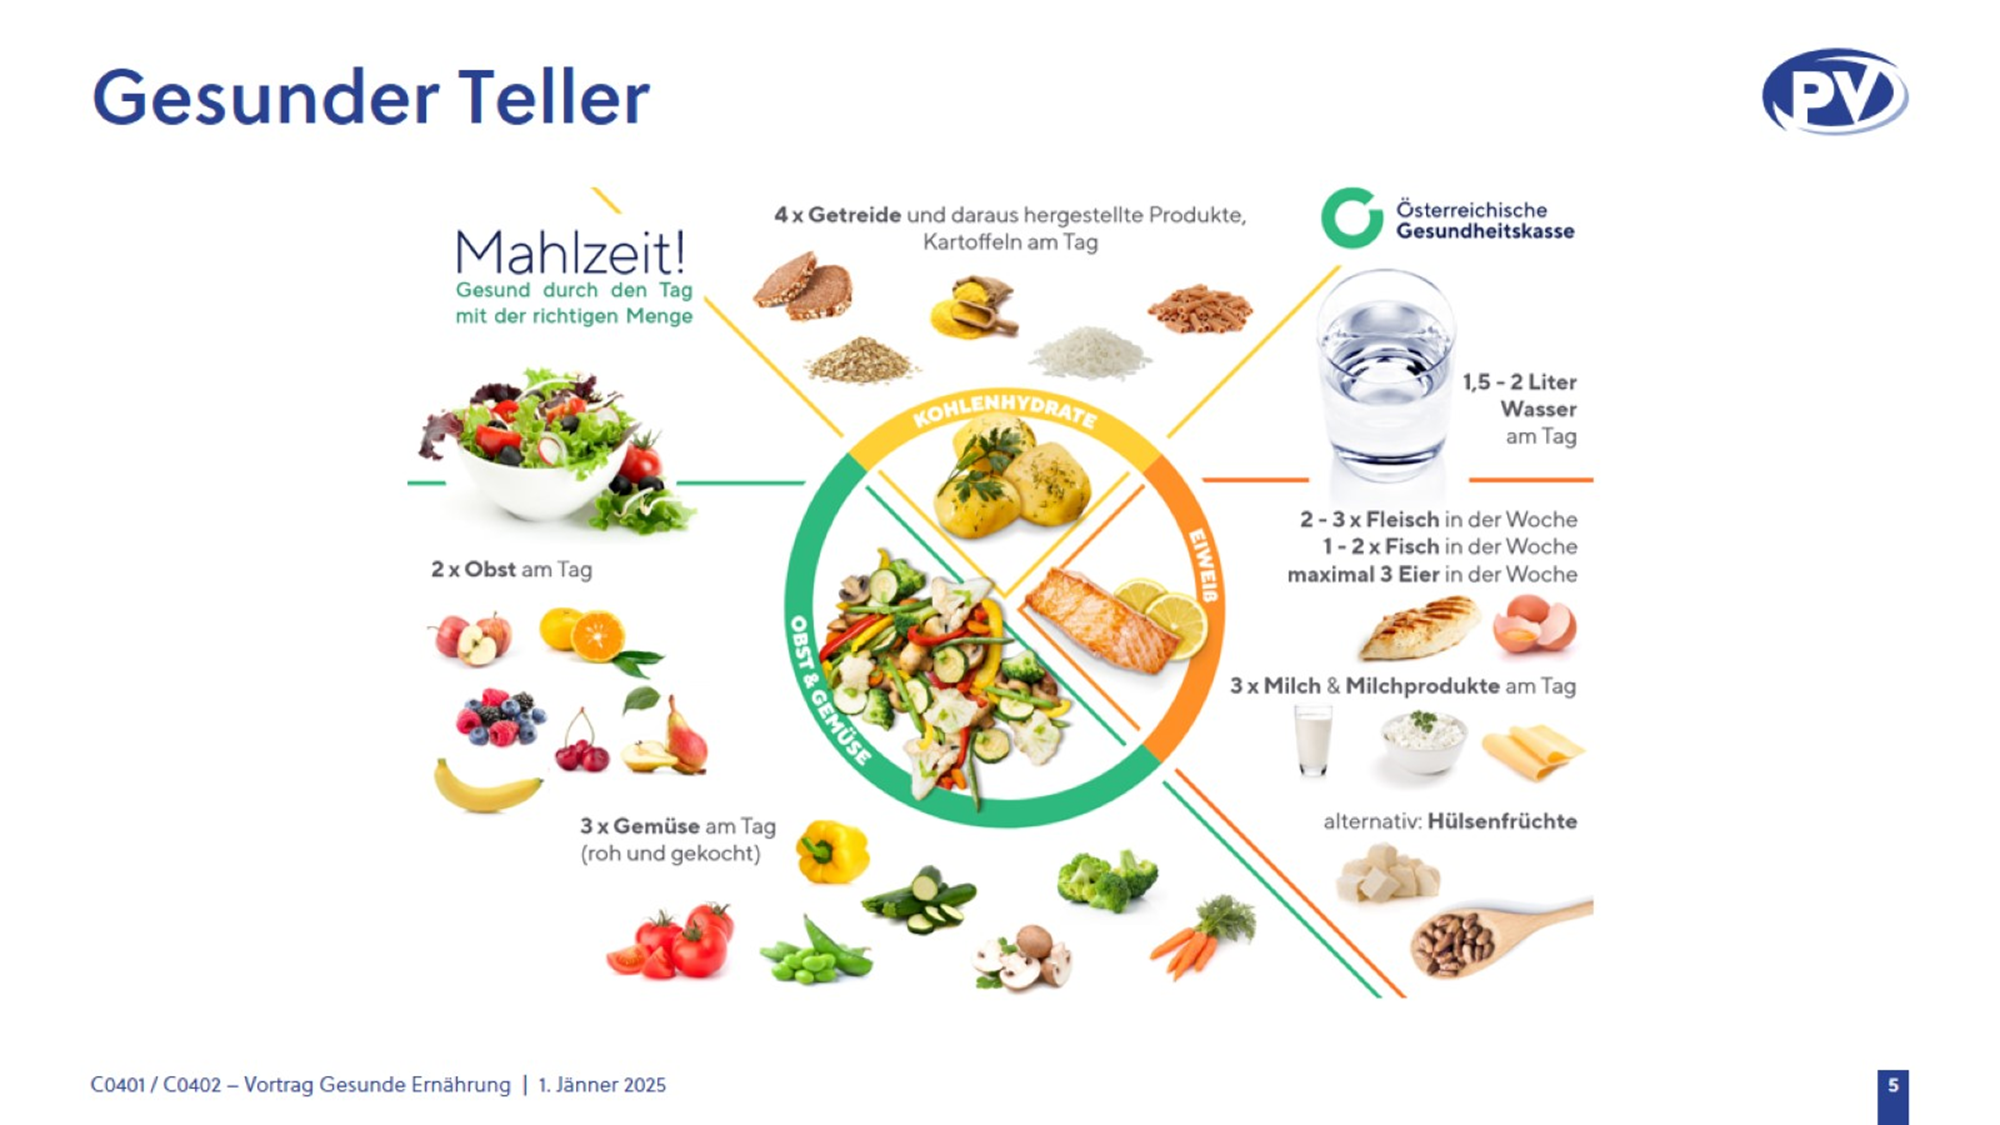 Gesunder Teller
PV
Mahlzeit!
Gesund durch den Tag
mit der richtigen Menge
4 x Getreide und daraus hergestellte Produkte,
Kartoffeln am Tag
Österreichische
Gesundheitskasse
1,5 - 2 Liter
Wasser
am Tag
KOHLENHYDRATE
EIWEIß
OBST & GEMÜSE
2 - 3 x Fleisch in der Woche
1 - 2 x Fisch in der Woche
maximal 3 Eier in der Woche
2 x Obst am Tag
3 x Milch & Milchprodukte am Tag
alternativ: Hülsenfrüchte
3 x Gemüse am Tag
(roh und gekocht)
C0401 / C0402 – Vortrag Gesunde Ernährung | 1. Jänner 2025
5